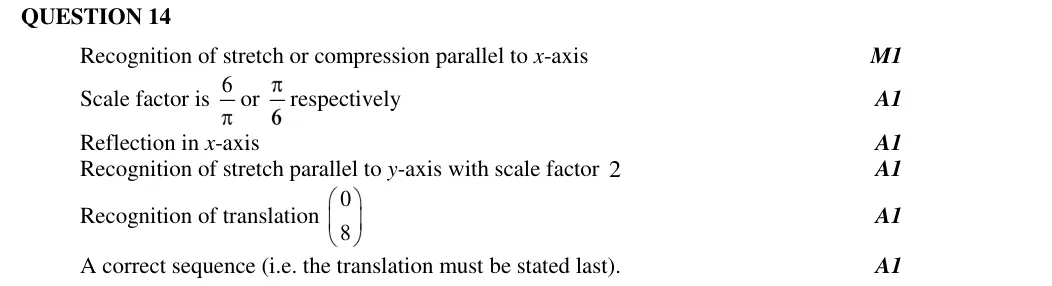 QUESTION 14
Recognition of stretch or compression parallel to x-axis M1
Scale factor is 6/π or π/6 respectively A1
Reflection in x-axis A1
Recognition of stretch parallel to y-axis with scale factor 2 A1
Recognition of translation (0 8) A1
A correct sequence (i.e. the translation must be stated last). A1